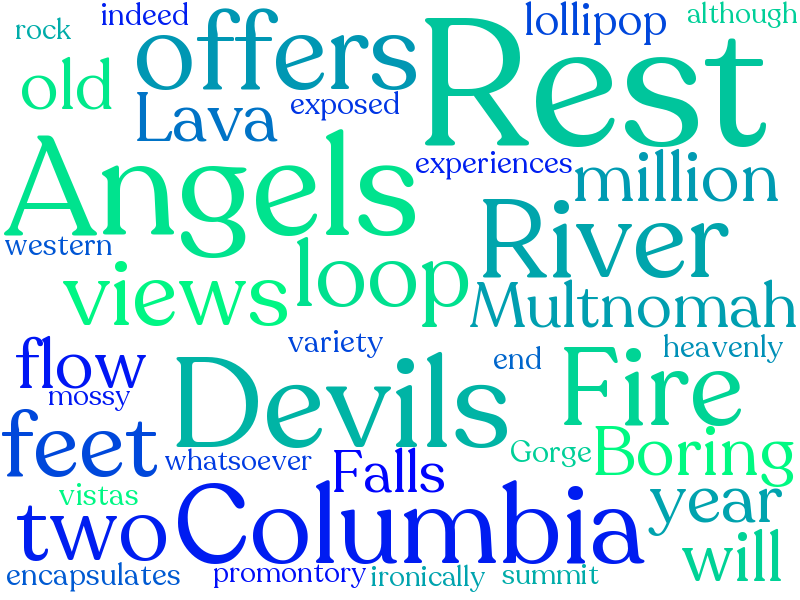 rock
indeed
offers
Rest
lollipop
although
old
Lava
exposed
Angels
experiences
million
western
views
loop
River
Multnomah
flow
mossy
variety
Devils
end
heavenly
Fire
feet
whatsoever
Falls
Gorge
Boring
vistas
two
Columbia
year
will
encapsulates
promontory
ironically
summit